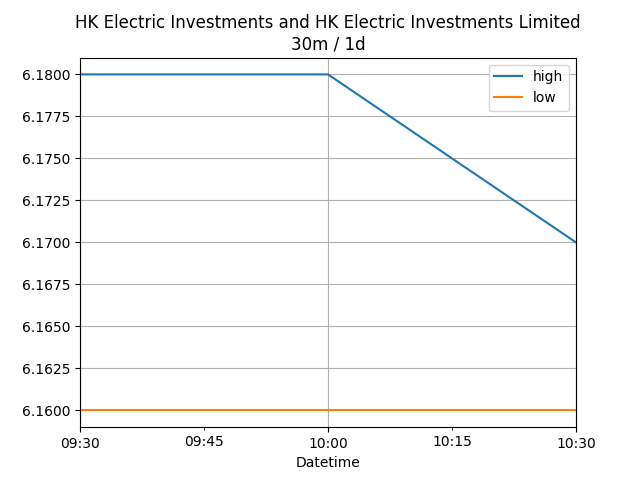 HK Electric Investments and HK Electric Investments Limited
30m / 1d
high
low
6.1800
6.1775
6.1750
6.1725
6.1700
6.1675
6.1650
6.1625
6.1600
09:30 09:45 10:00 10:15 10:30
Datetime